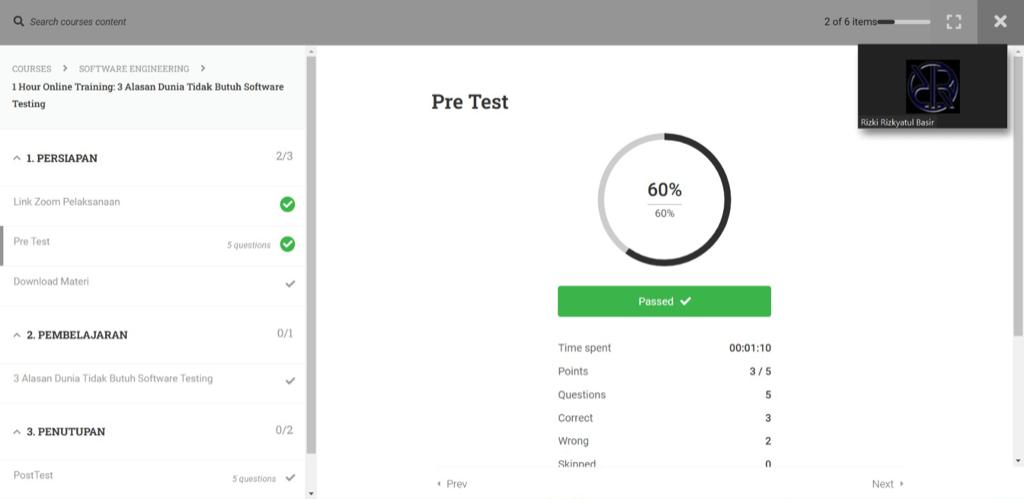 Search courses content
2 of 6 items
COURSES > SOFTWARE ENGINEERING >
1 Hour Online Training: 3 Alasan Dunia Tidak Butuh Software
Testing
1. PERSIAPAN 2/3
Link Zoom Pelaksanaan
Pre Test 5 questions
Download Materi
2. PEMBELAJARAN 0/1
3 Alasan Dunia Tidak Butuh Software Testing
3. PENUTUPAN 0/2
PostTest 5 questions
Rizki Rizkyatul Basir
Pre Test
60%
60%
Passed
Time spent 00:01:10
Points 3 / 5
Questions 5
Correct 3
Wrong 2
Skipped 0
Prev Next